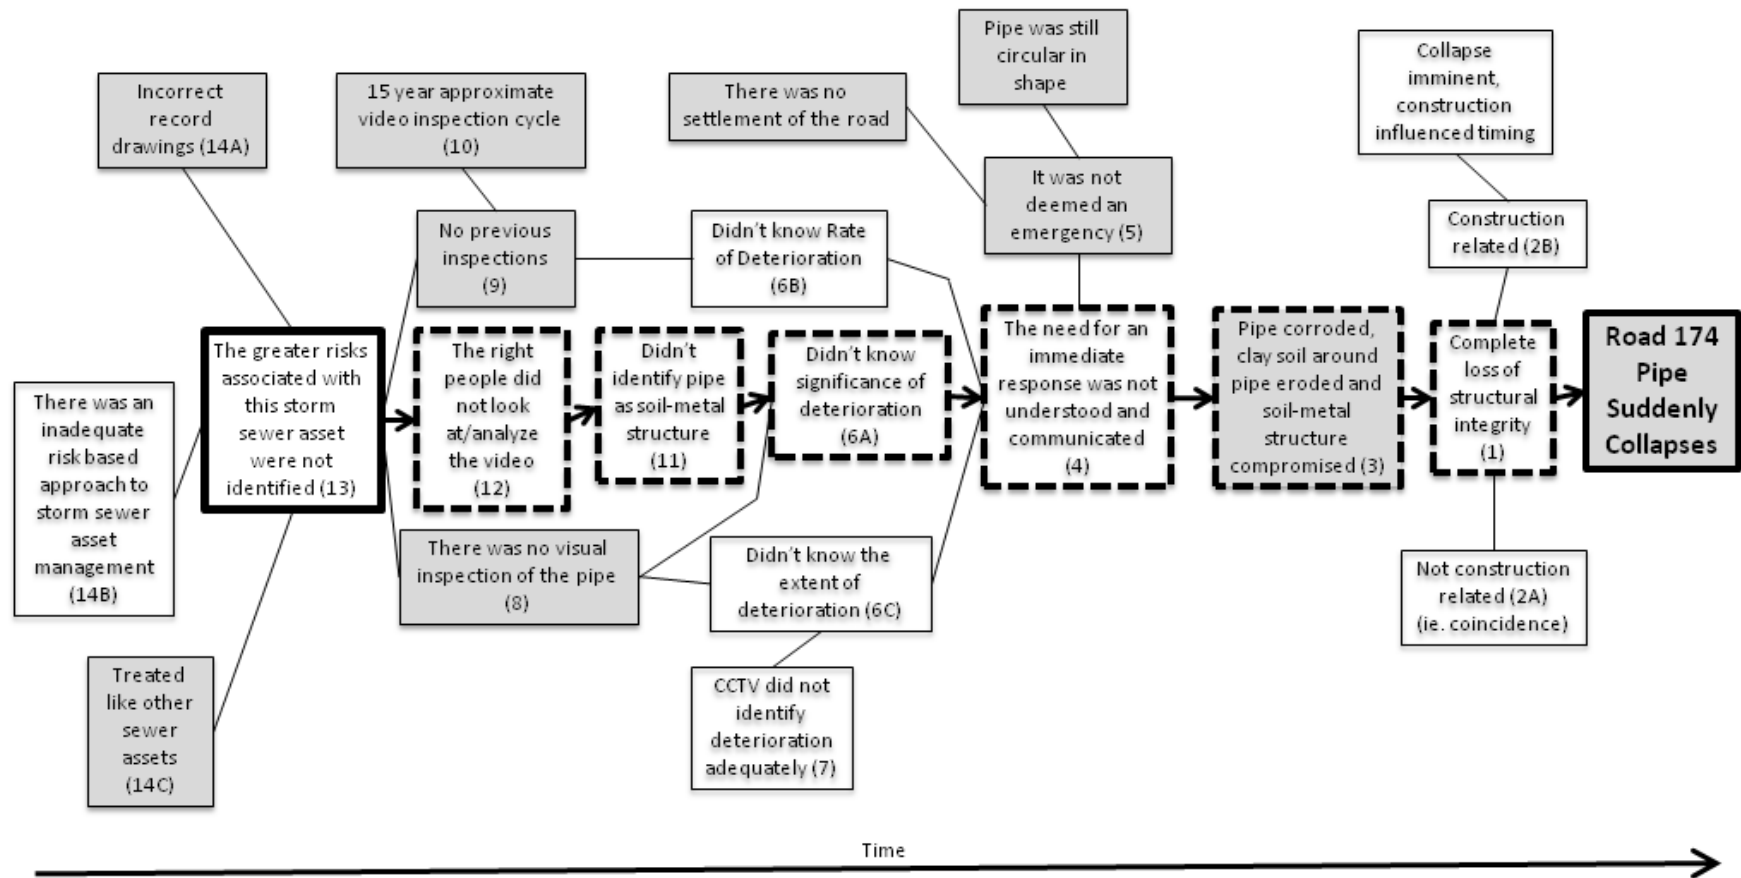 Incorrect
record
drawings (14A)
15 year approximate
video inspection cycle
(10)
There was no
settlement of the road
Pipe was still
circular in
shape
Collapse
imminent,
construction
influenced timing
No previous
inspections
(9)
Didn't know Rate
of Deterioration
(6B)
It was not
deemed an
emergency (5)
Construction
related (2B)
There was an
inadequate
risk based
approach to
storm sewer
asset
management
(14B)
The greater risks
associated with
this storm
sewer asset
were not
identified (13)
The right
people did
not look
at/analyze
the video
(12)
Didn't
identify pipe
as soil-metal
structure
(11)
Didn't know
significance of
deterioration
(6A)
The need for an
immediate
response was not
understood and
communicated
(4)
Pipe corroded,
clay soil around
pipe eroded and
soil-metal
structure
compromised (3)
Complete
loss of
structural
integrity
(1)
Road 174
Pipe
Suddenly
Collapses
There was no visual
inspection of the pipe
(8)
Didn't know the
extent of
deterioration (6C)
Not construction
related (2A)
(ie. coincidence)
Treated
like other
sewer
assets
(14C)
CCTV did not
identify
deterioration
adequately (7)
Time